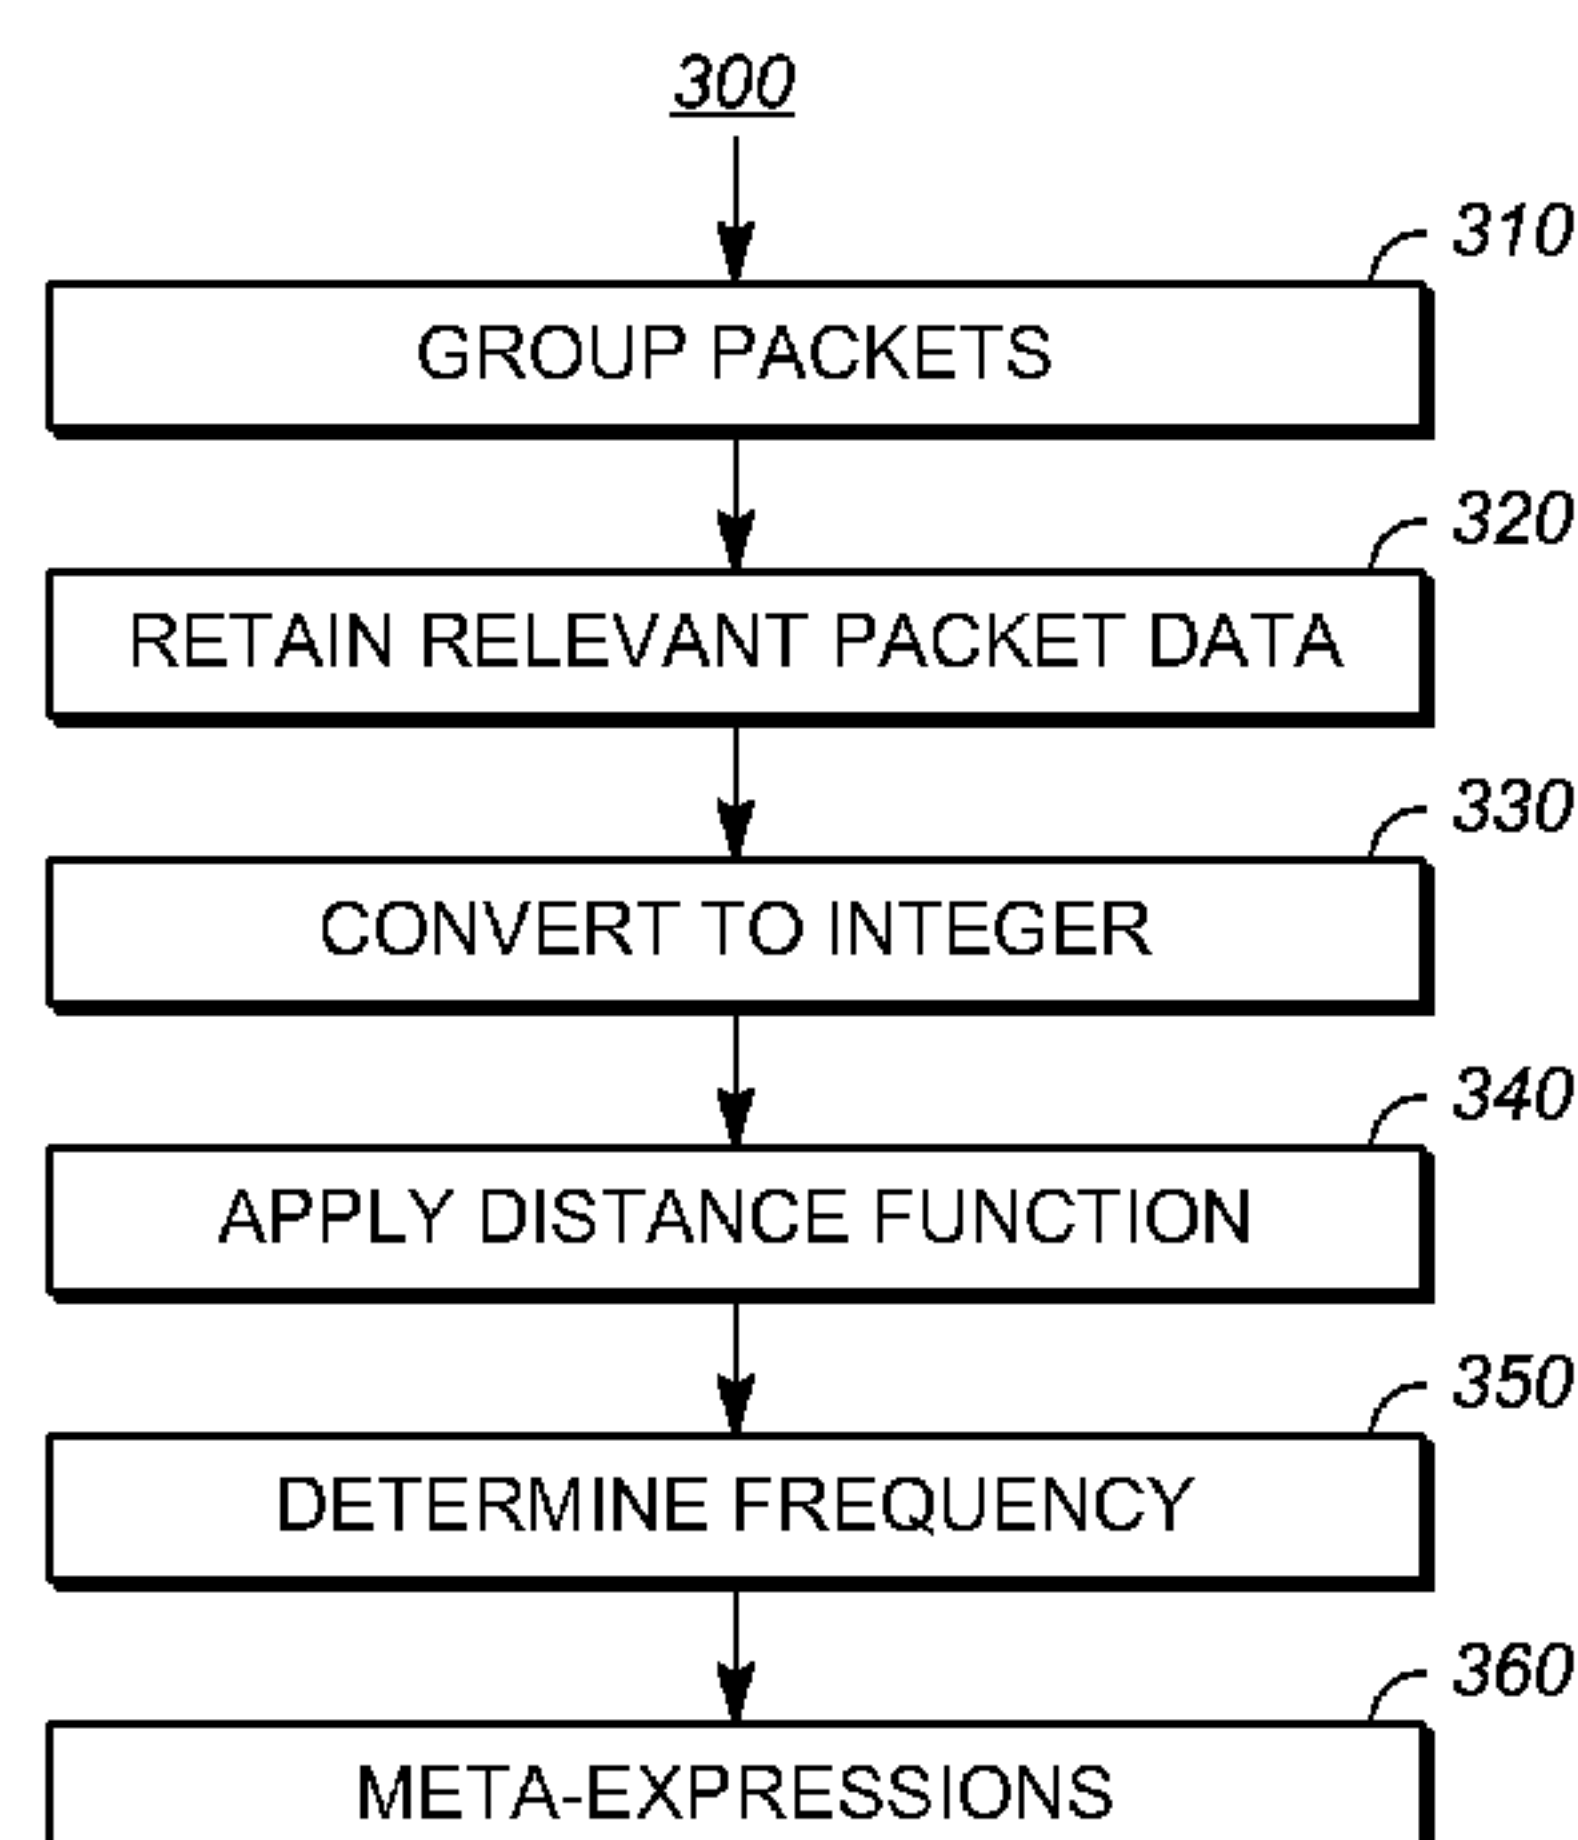 300
310
GROUP PACKETS
320
RETAIN RELEVANT PACKET DATA
330
CONVERT TO INTEGER
340
APPLY DISTANCE FUNCTION
350
DETERMINE FREQUENCY
360
META-EXPRESSIONS